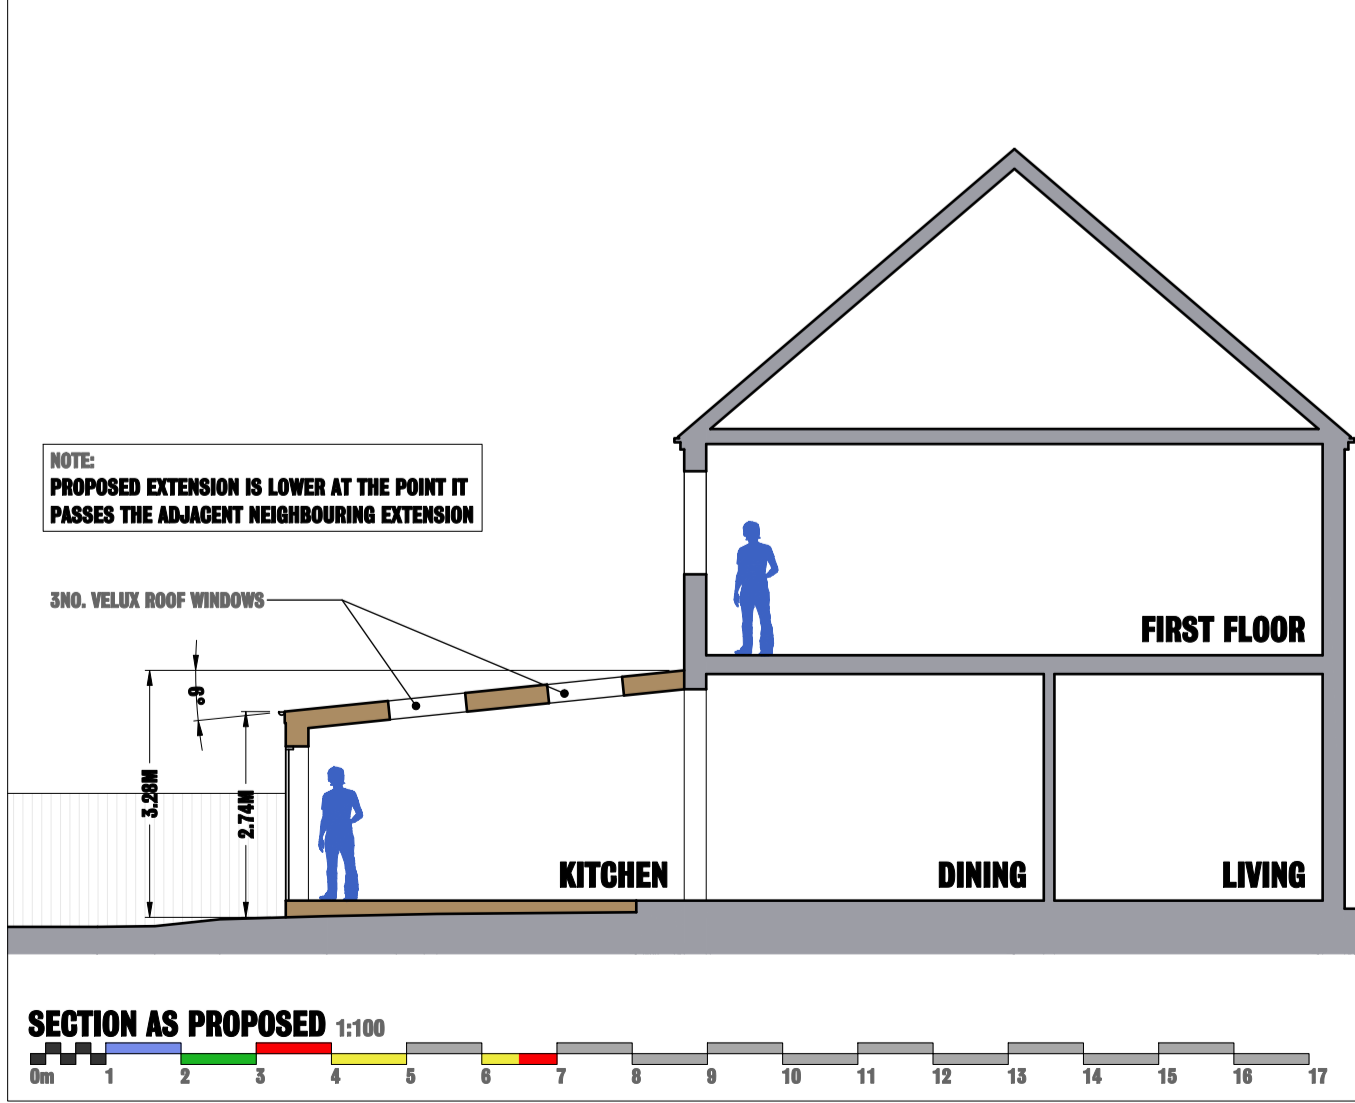 NOTE:
PROPOSED EXTENSION IS LOWER AT THE POINT IT
PASSES THE ADJACENT NEIGHBOURING EXTENSION
3NO. VELUX ROOF WINDOWS
FIRST FLOOR
6°
3.28M
2.74M
KITCHEN
DINING
LIVING
SECTION AS PROPOSED 1:100
0m 1 2 3 4 5 6 7 8 9 10 11 12 13 14 15 16 17